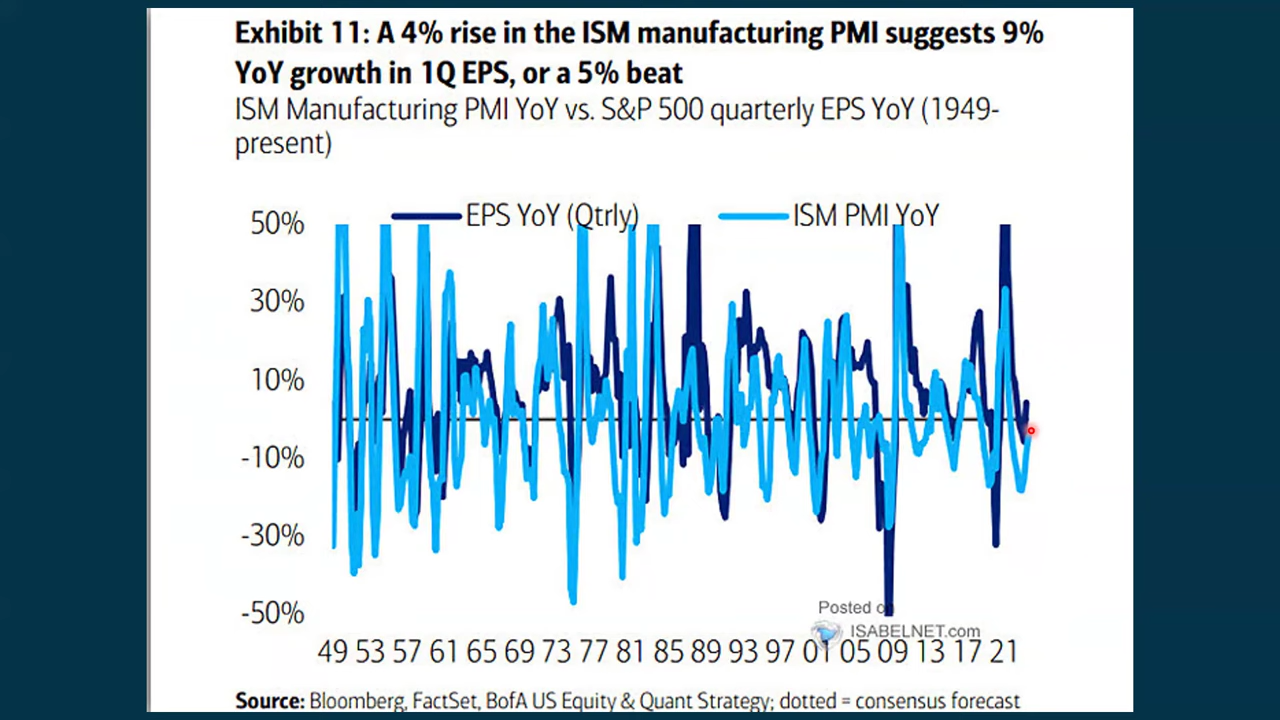 Exhibit 11: A 4% rise in the ISM manufacturing PMI suggests 9%
YoY growth in 1Q EPS, or a 5% beat
ISM Manufacturing PMI YoY vs. S&P 500 quarterly EPS YoY (1949-
present)
EPS YoY (Qtrly) ISM PMI YoY
50%
30%
10%
-10%
-30%
-50%
Posted on
ISABELNET.com
49 53 57 61 65 69 73 77 81 85 89 93 97 01 05 09 13 17 21
Source: Bloomberg, FactSet, BofA US Equity & Quant Strategy; dotted = consensus forecast